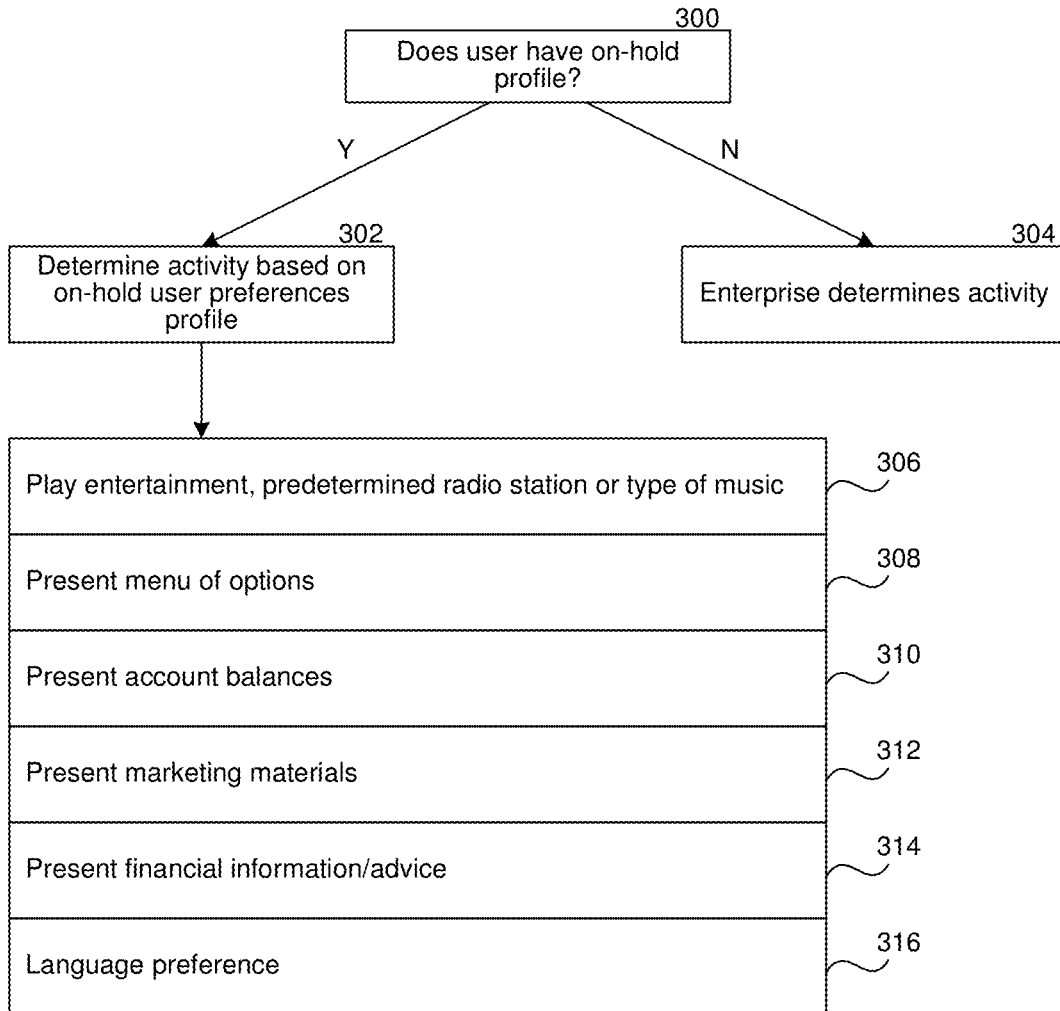 300
Does user have on-hold
profile?
Y
N
302
Determine activity based on
on-hold user preferences
profile
304
Enterprise determines activity
Play entertainment, predetermined radio station or type of music
306
Present menu of options
308
Present account balances
310
Present marketing materials
312
Present financial information/advice
314
Language preference
316